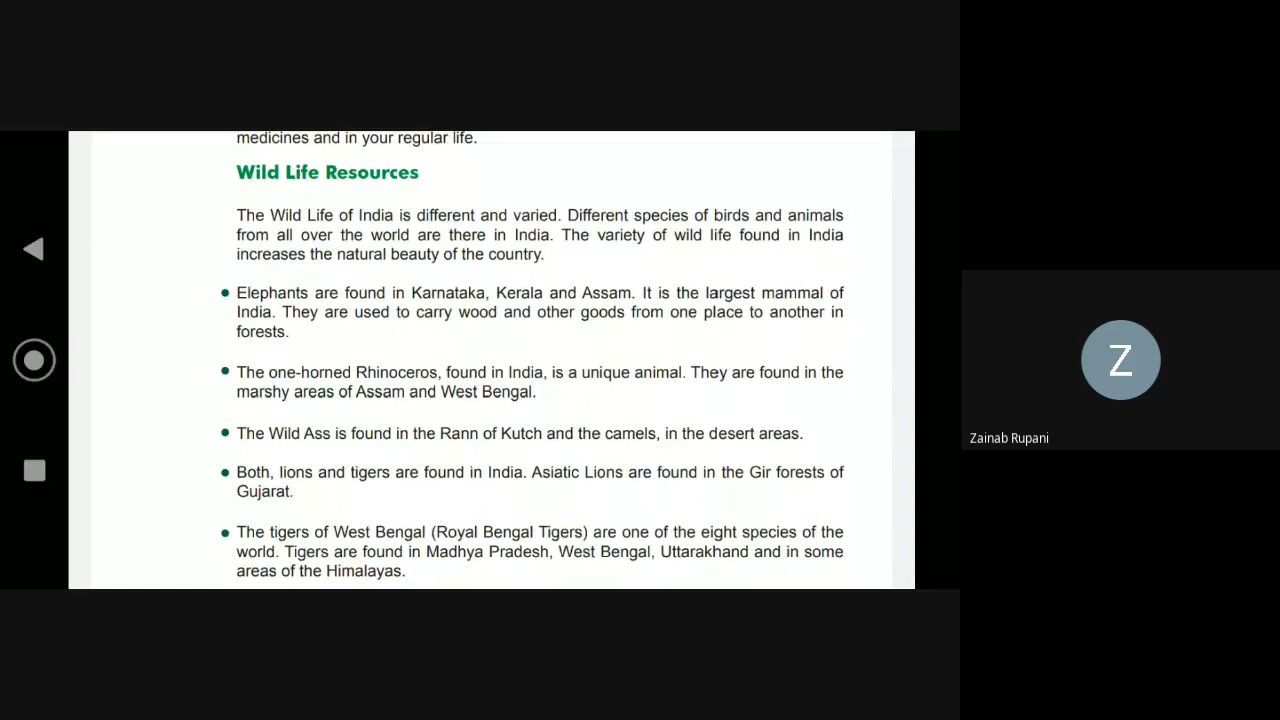 medicines and in your regular life.
Wild Life Resources
The Wild Life of India is different and varied. Different species of birds and animals
from all over the world are there in India. The variety of wild life found in India
increases the natural beauty of the country.
Elephants are found in Karnataka, Kerala and Assam. It is the largest mammal of
India. They are used to carry wood and other goods from one place to another in
forests.
The one-horned Rhinoceros, found in India, is a unique animal. They are found in the
marshy areas of Assam and West Bengal.
The Wild Ass is found in the Rann of Kutch and the camels, in the desert areas.
Both, lions and tigers are found in India. Asiatic Lions are found in the Gir forests of
Gujarat.
The tigers of West Bengal (Royal Bengal Tigers) are one of the eight species of the
world. Tigers are found in Madhya Pradesh, West Bengal, Uttarakhand and in some
areas of the Himalayas.
Z
Zainab Rupani